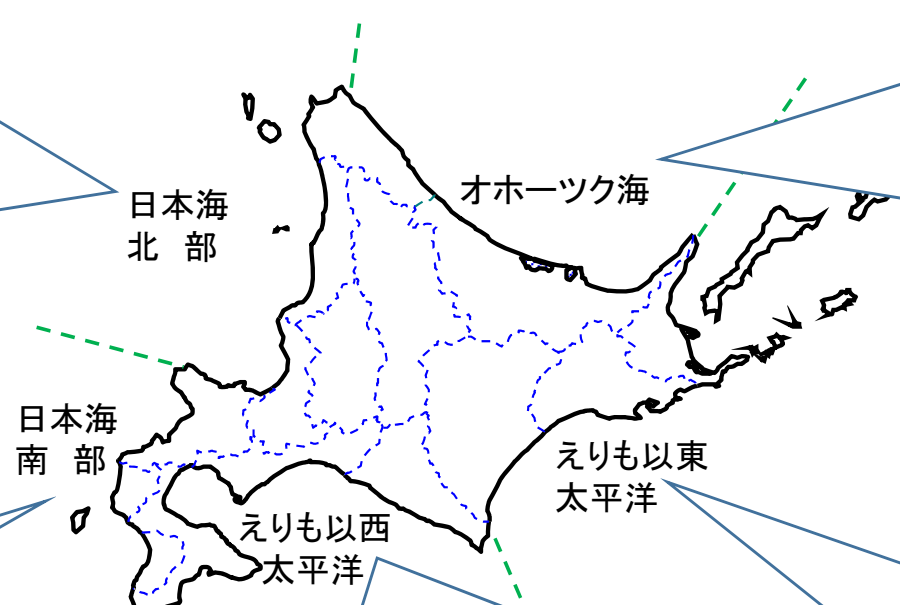 オホーツク海
日本海
北　部
日本海
南　部
えりも以東
太平洋
えりも以西
太平洋